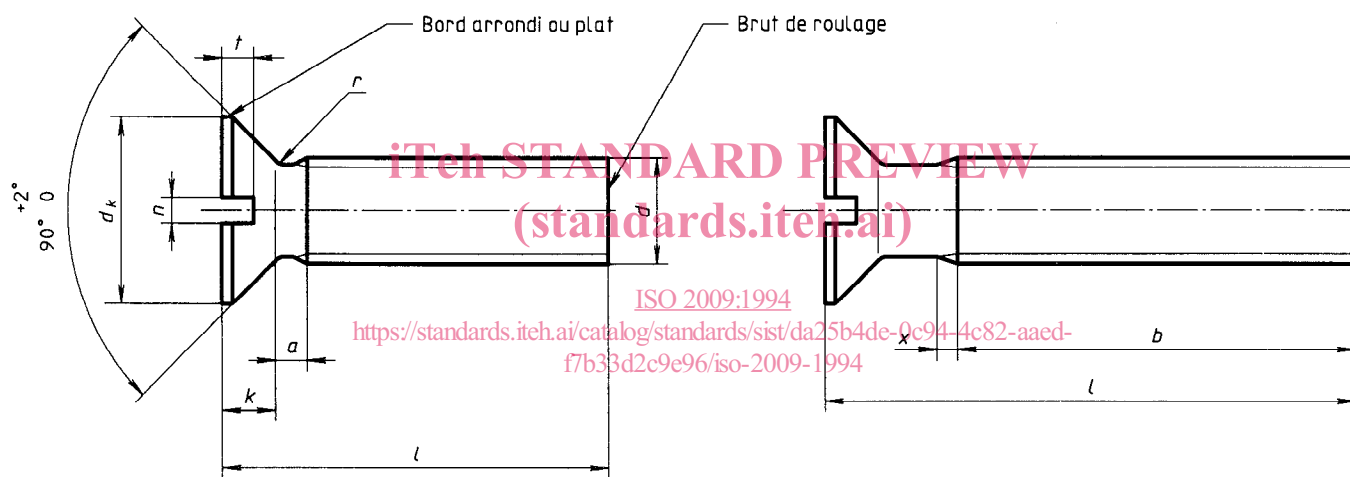 Bord arrondi ou plat
Brut de roulage
t
r
+2°
90° 0
dk
n
d
a
k
l
x
b
l
iTeh STANDARD PREVIEW
(standards.iteh.ai)
ISO 2009:1994
https://standards.iteh.ai/catalog/standards/sist/da25b4de-0c94-4c82-aaed-
f7b33d2c9e96/iso-2009-1994